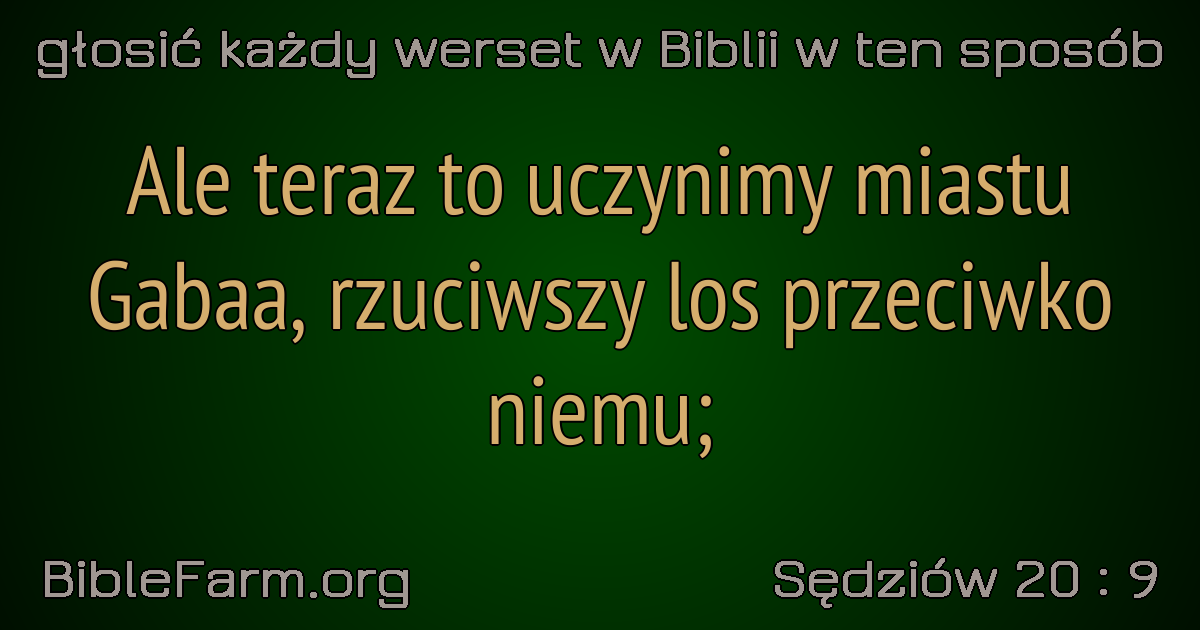 głosić każdy werset w Biblii w ten sposób
Ale teraz to uczynimy miastu
Gabaa, rzuciwszy los przeciwko
niemu;
BibleFarm.org
Sędziów 20 : 9